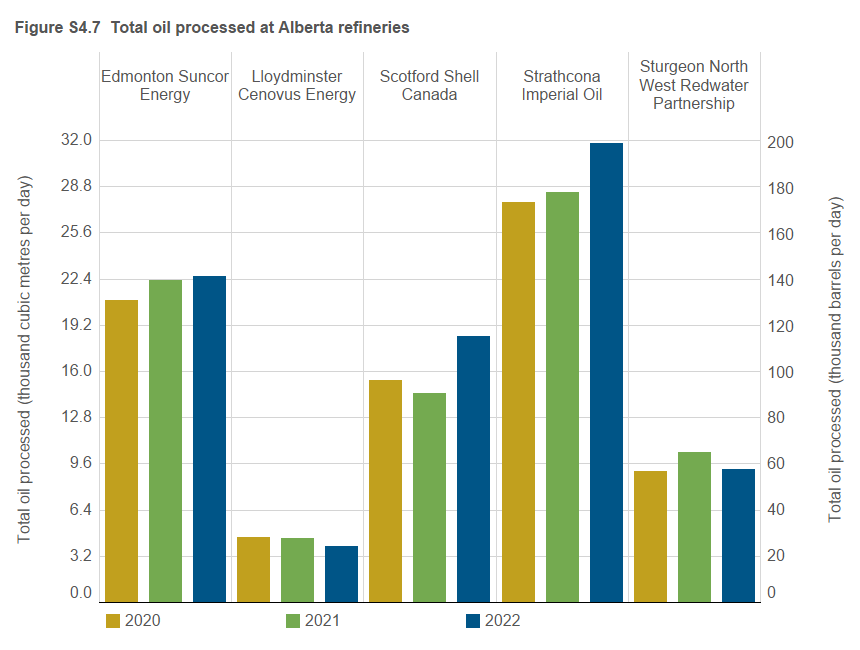 Figure S4.7 Total oil processed at Alberta refineries
Edmonton Suncor
Energy
Lloydminster
Cenovus Energy
Scotford Shell
Canada
Strathcona
Imperial Oil
Sturgeon North
West Redwater
Partnership
Total oil processed (thousand cubic metres per day)
32.0
28.8
25.6
22.4
19.2
16.0
12.8
9.6
6.4
3.2
0.0
200
180
160
140
120
100
80
60
40
20
0
Total oil processed (thousand barrels per day)
2020
2021
2022